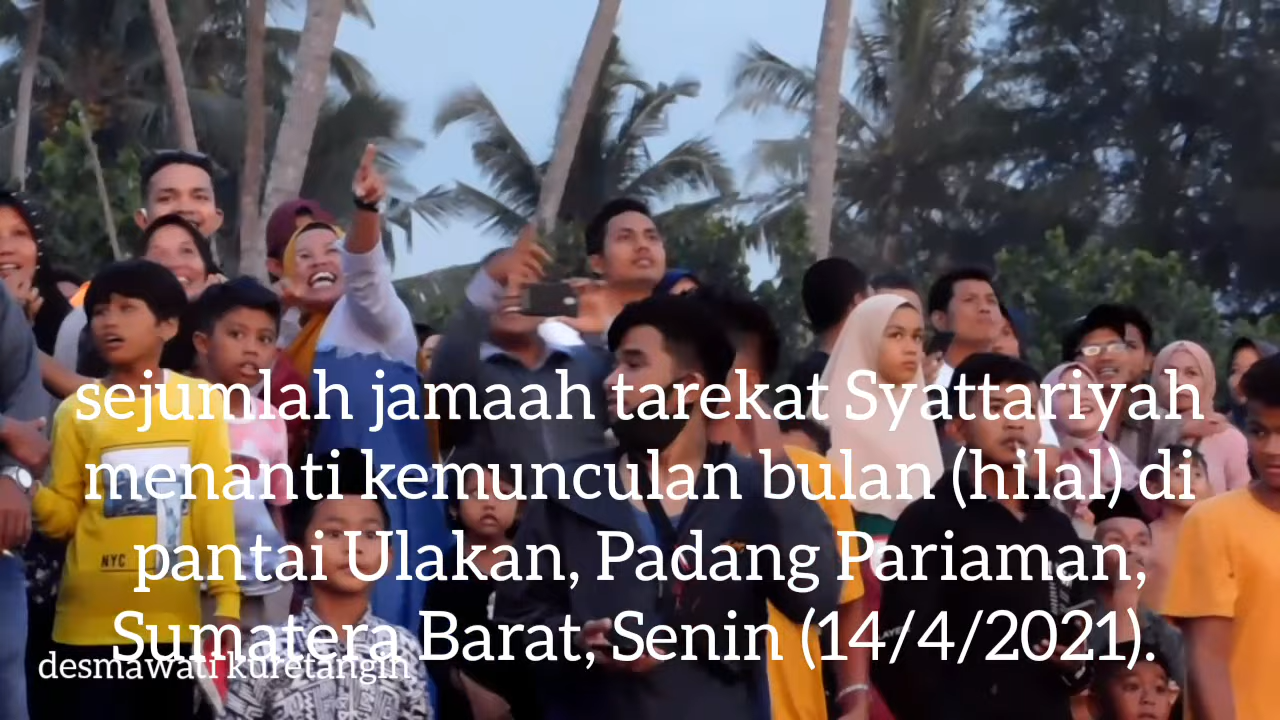 sejumlah jamaah tarekat Syattariyah
menanti kemunculan bulan (hilal) di
pantai Ulakan, Padang Pariaman,
Sumatera Barat, Senin (14/4/2021).
desmawati kuretangin
NYC